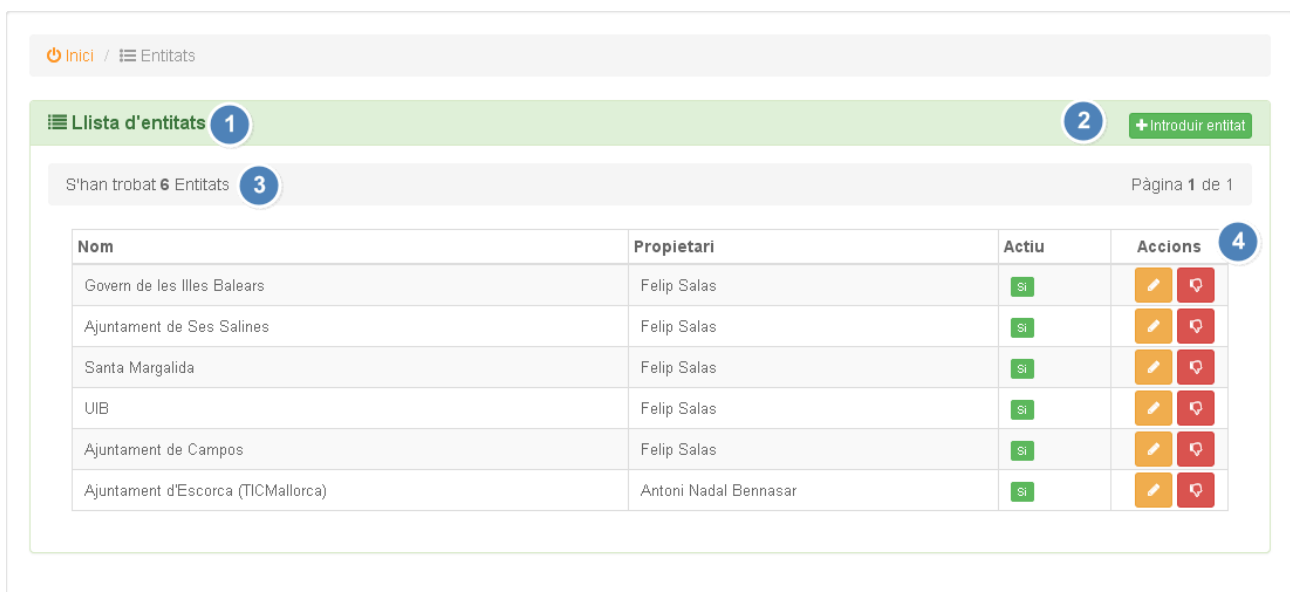 Inici / Entitats
Llista d'entitats 1 2 Introduir entitat
S'han trobat 6 Entitats 3 Pàgina 1 de 1
Nom Propietari Actiu Accions 4
Govern de les Illes Balears Felip Salas Si
Ajuntament de Ses Salines Felip Salas Si
Santa Margalida Felip Salas Si
UIB Felip Salas Si
Ajuntament de Campos Felip Salas Si
Ajuntament d'Escorca (TICMallorca) Antoni Nadal Bennasar Si